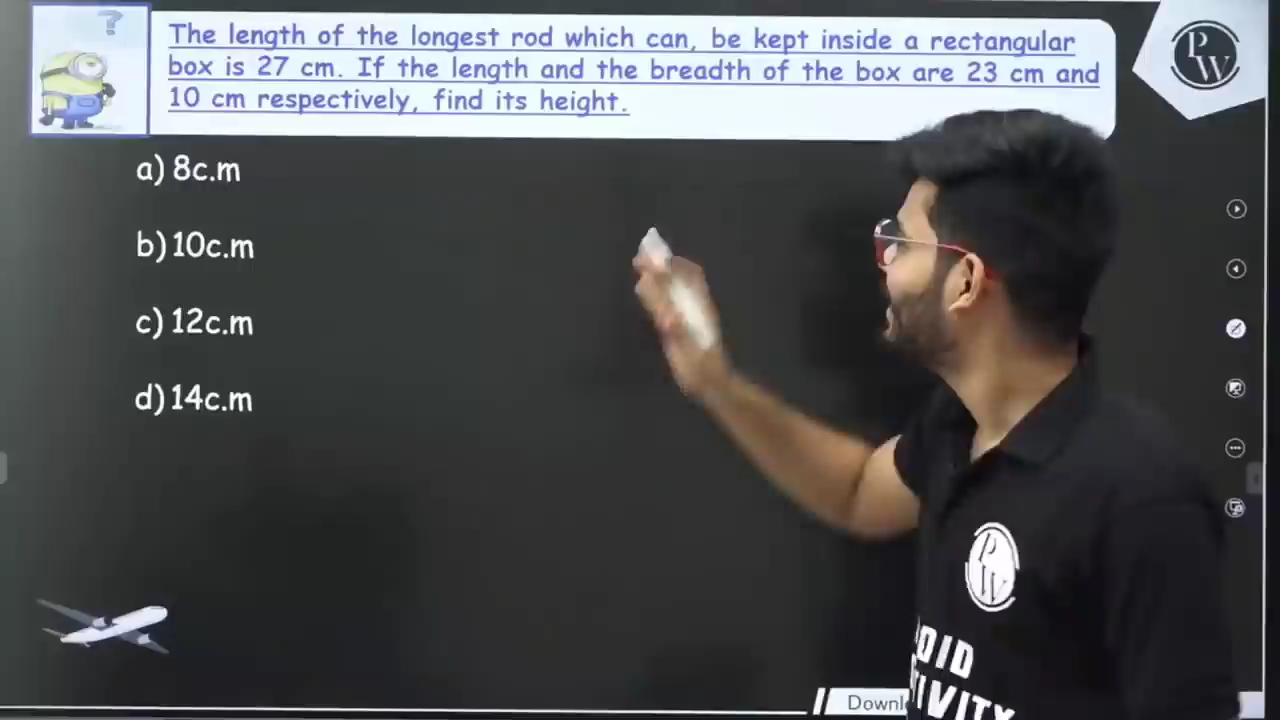 The length of the longest rod which can, be kept inside a rectangular
box is 27 cm. If the length and the breadth of the box are 23 cm and
10 cm respectively, find its height.
a) 8c.m
b) 10c.m
c) 12c.m
d) 14c.m
?
PW
PW